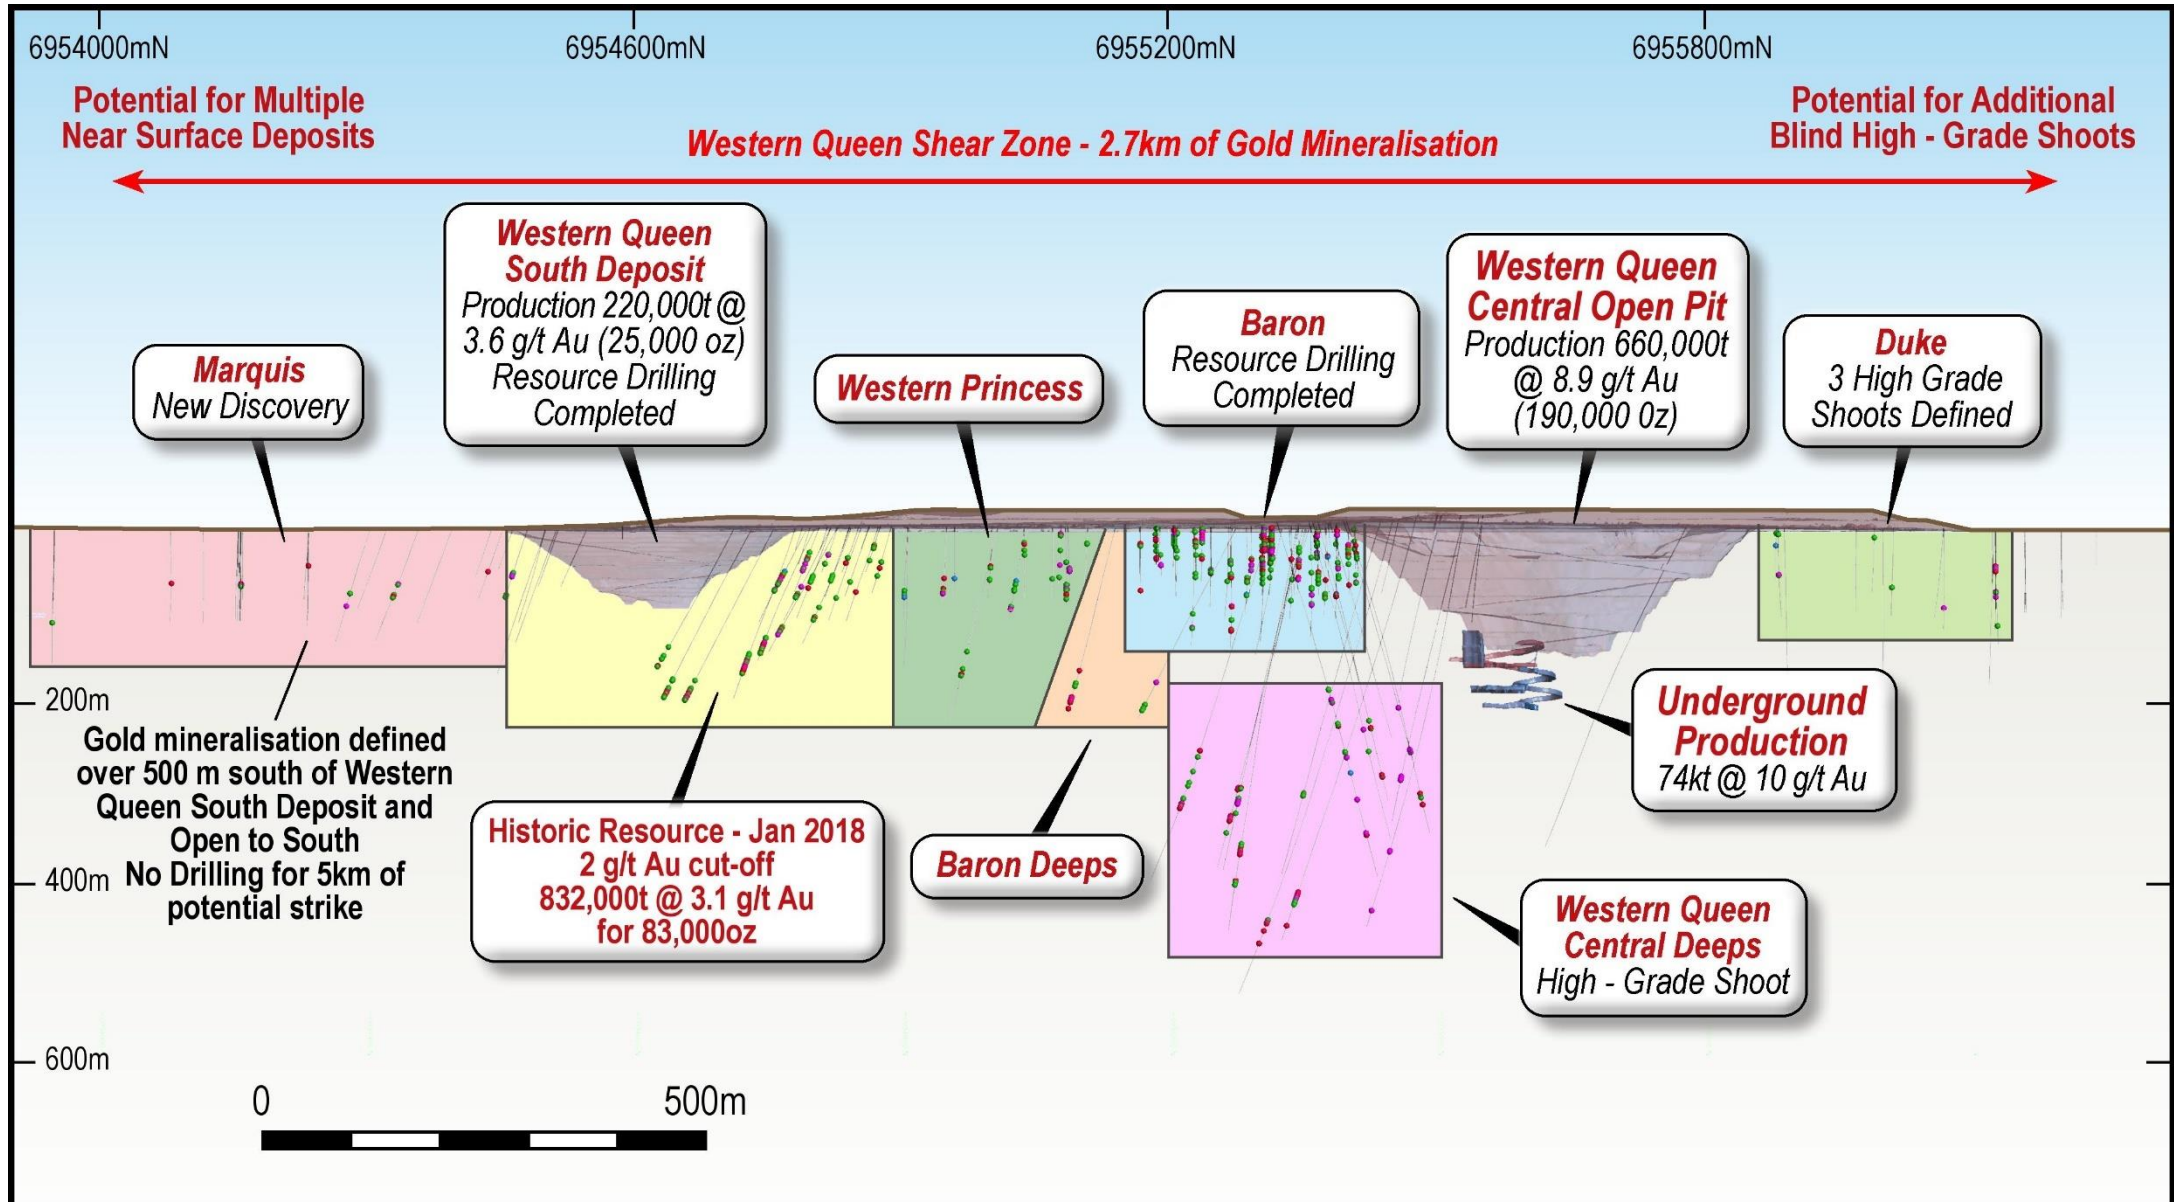 6954000mN
6954600mN
6955200mN
6955800mN
Potential for Multiple
Near Surface Deposits
Western Queen Shear Zone - 2.7km of Gold Mineralisation
Potential for Additional
Blind High - Grade Shoots
Marquis
New Discovery
Western Queen
South Deposit
Production 220,000t @
3.6 g/t Au (25,000 oz)
Resource Drilling
Completed
Western Princess
Baron
Resource Drilling
Completed
Western Queen
Central Open Pit
Production 660,000t
@ 8.9 g/t Au
(190,000 0z)
Duke
3 High Grade
Shoots Defined
200m
Gold mineralisation defined
over 500 m south of Western
Queen South Deposit and
Open to South
No Drilling for 5km of
potential strike
400m
Historic Resource - Jan 2018
2 g/t Au cut-off
832,000t @ 3.1 g/t Au
for 83,000oz
Baron Deeps
Underground
Production
74kt @ 10 g/t Au
Western Queen
Central Deeps
High - Grade Shoot
600m
0
500m